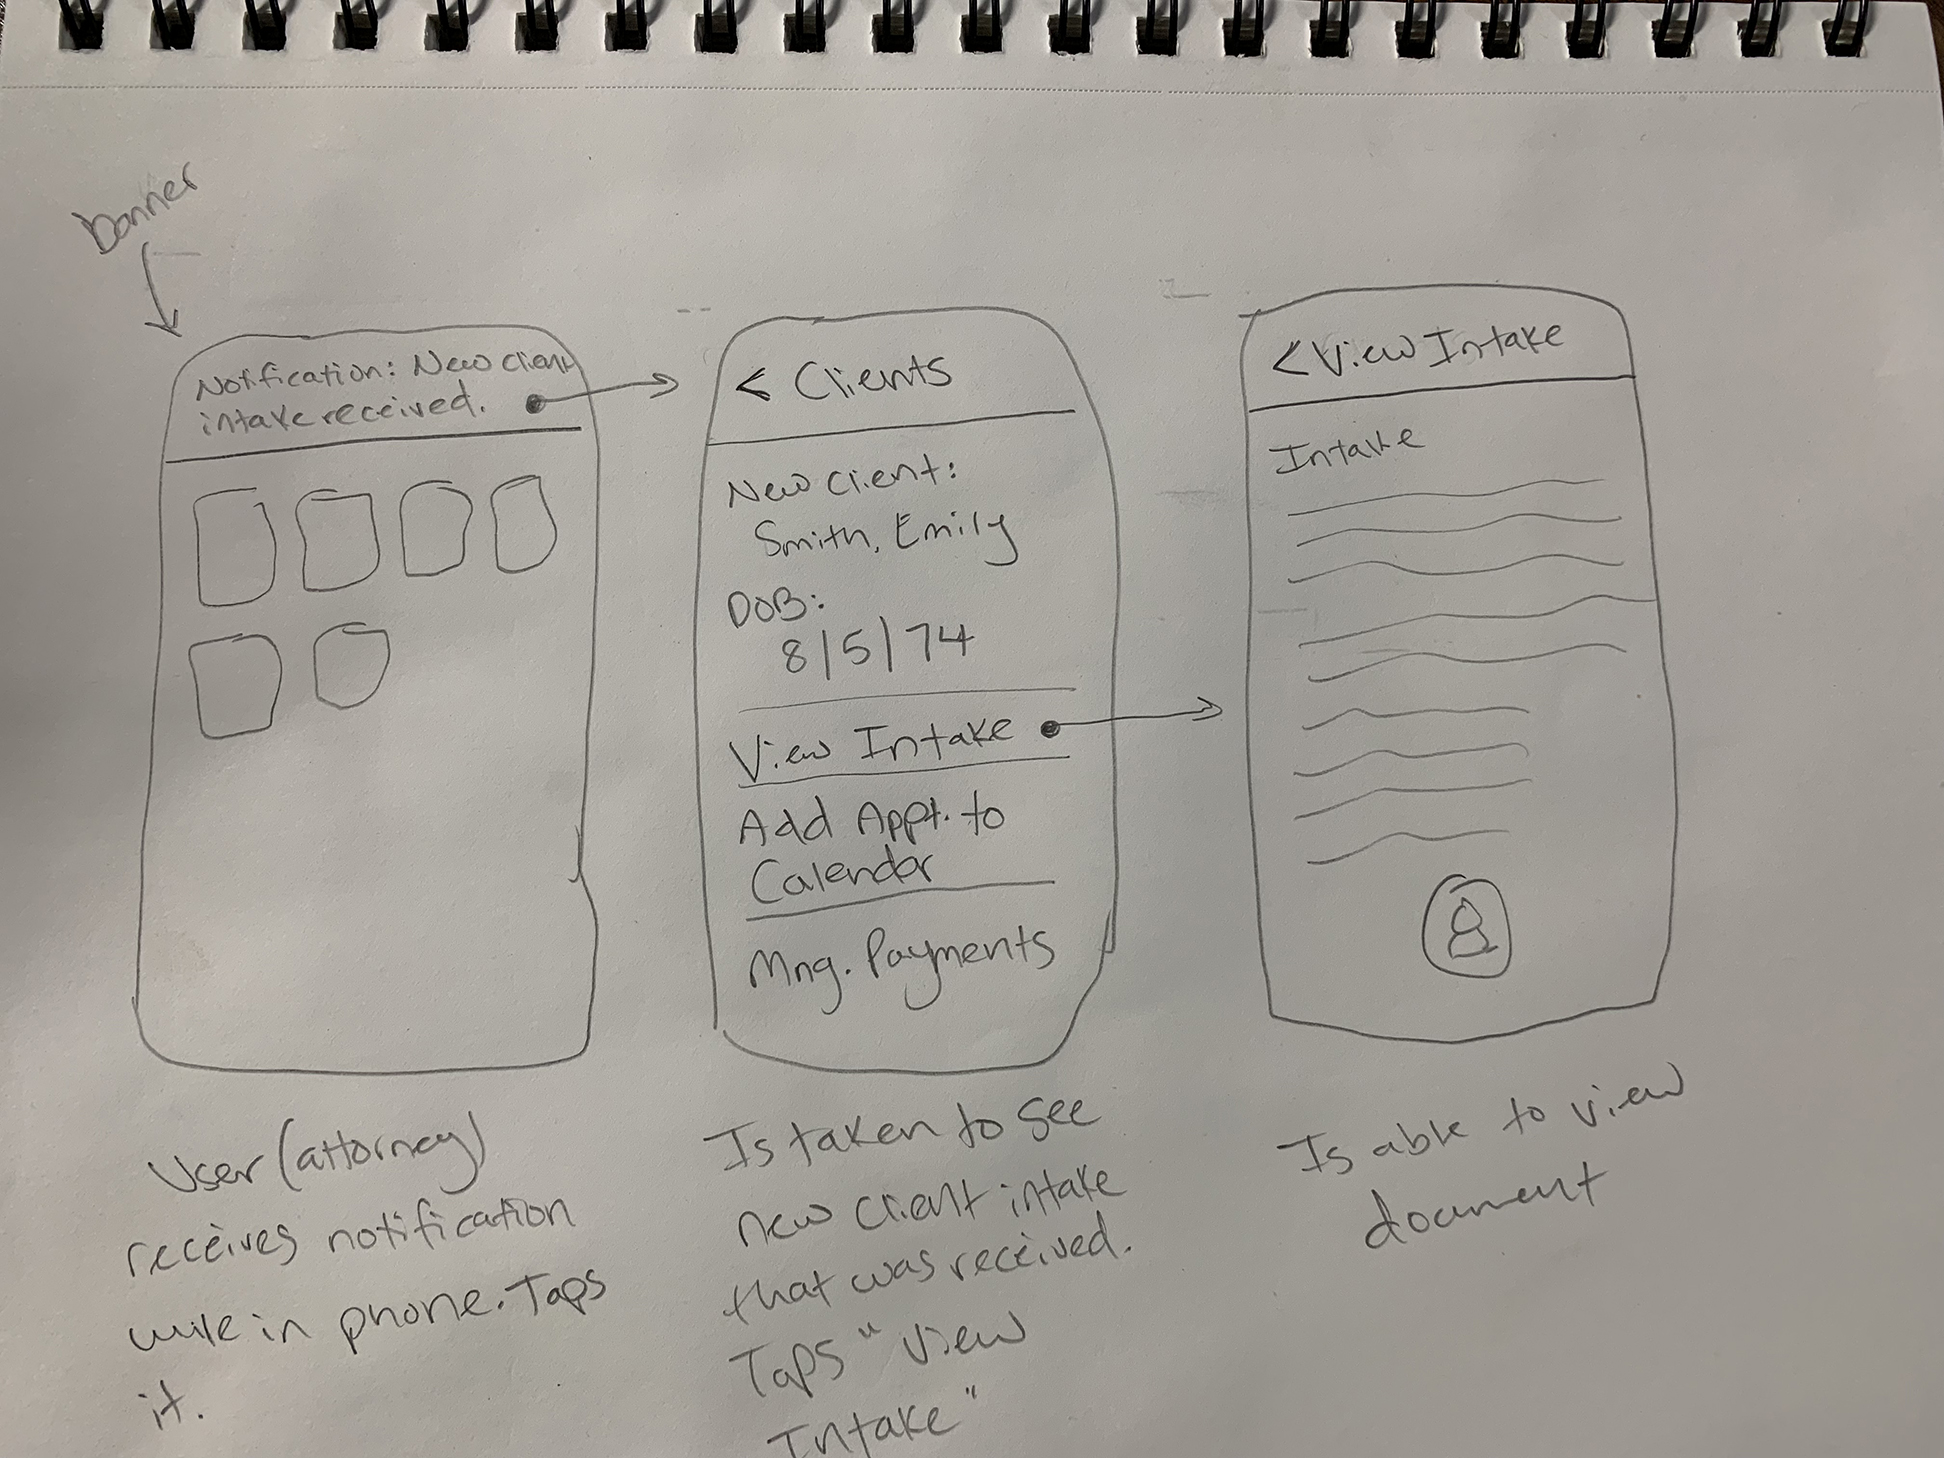 banner
Notification: New client
intake received.
< Clients
New Client:
Smith, Emily
DOB:
8/5/74
View Intake
Add Appt. to
Calendar
Mng. Payments
< View Intake
Intake
User (attorney)
receives notification
while in phone. Taps
it.
Is taken to see
new client intake
that was received.
Taps "View
Intake"
Is able to view
document